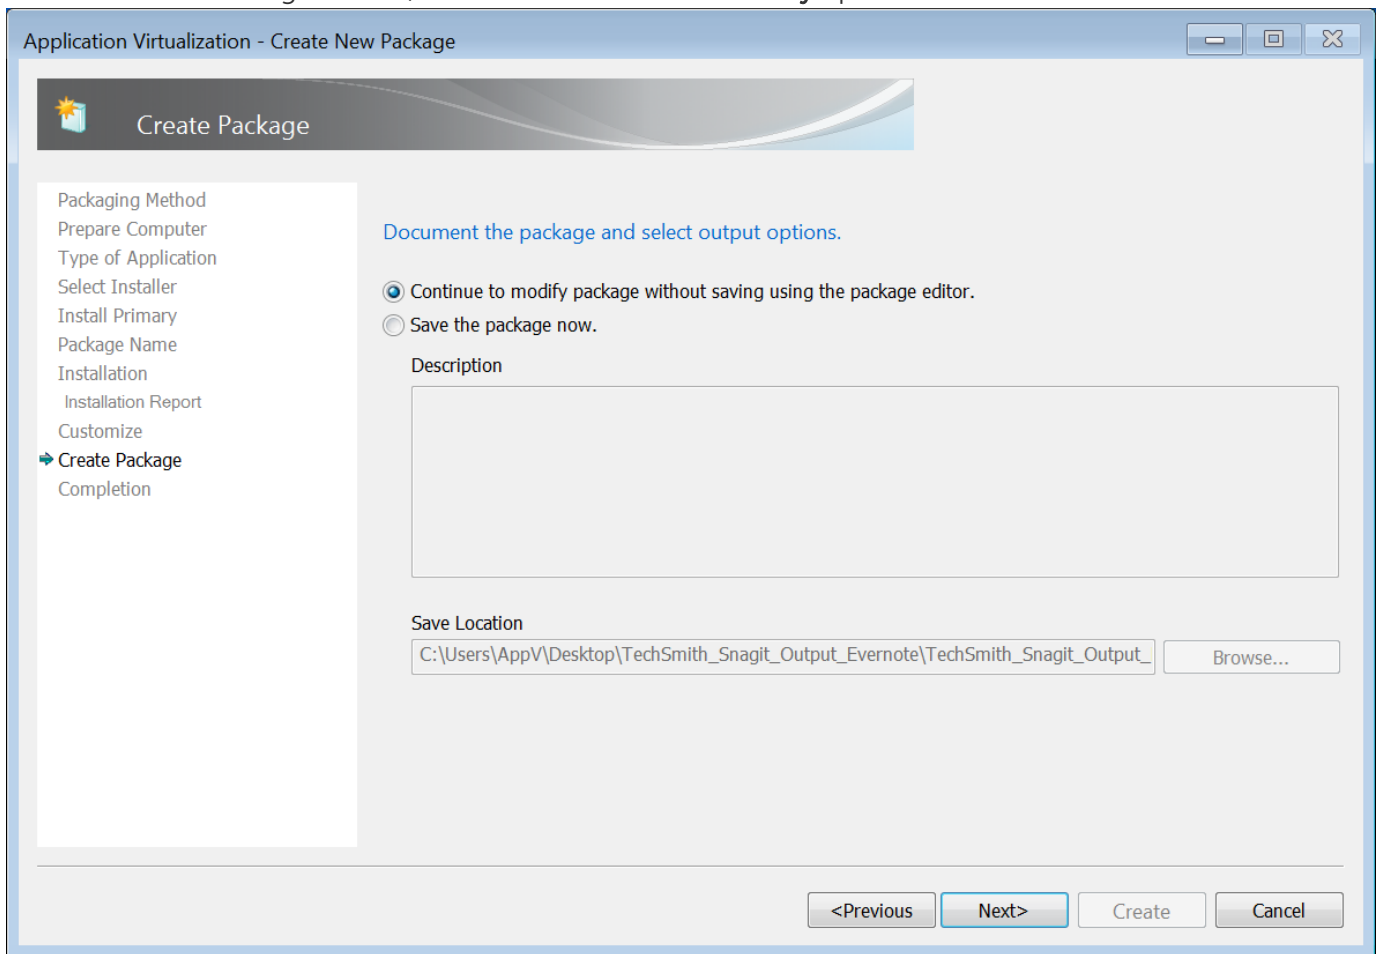 Application Virtualization - Create New Package
Create Package
Packaging Method
Prepare Computer
Type of Application
Select Installer
Install Primary
Package Name
Installation
Installation Report
Customize
Create Package
Completion
Document the package and select output options.
Continue to modify package without saving using the package editor.
Save the package now.
Description
Save Location
C:\Users\AppV\Desktop\TechSmith_Snagit_Output_Evernote\TechSmith_Snagit_Output_
Browse...
<Previous
Next>
Create
Cancel